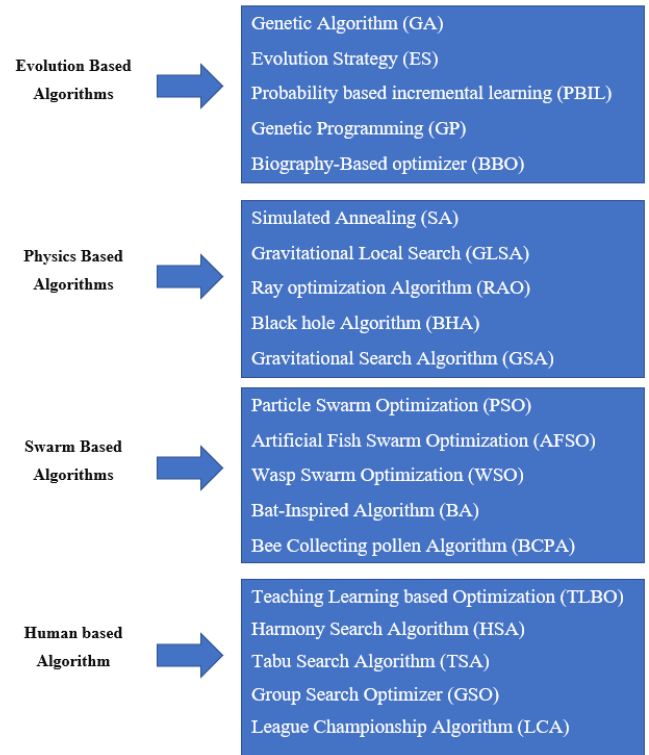 Evolution Based
Algorithms
Genetic Algorithm (GA)
Evolution Strategy (ES)
Probability based incremental learning (PBIL)
Genetic Programming (GP)
Biography-Based optimizer (BBO)
Physics Based
Algorithms
Simulated Annealing (SA)
Gravitational Local Search (GLSA)
Ray optimization Algorithm (RAO)
Black hole Algorithm (BHA)
Gravitational Search Algorithm (GSA)
Swarm Based
Algorithms
Particle Swarm Optimization (PSO)
Artificial Fish Swarm Optimization (AFSO)
Wasp Swarm Optimization (WSO)
Bat-Inspired Algorithm (BA)
Bee Collecting pollen Algorithm (BCPA)
Human based
Algorithm
Teaching Learning based Optimization (TLBO)
Harmony Search Algorithm (HSA)
Tabu Search Algorithm (TSA)
Group Search Optimizer (GSO)
League Championship Algorithm (LCA)